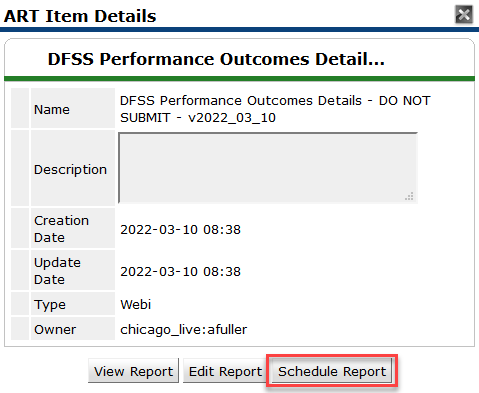 ART Item Details
DFSS Performance Outcomes Detail...
Name
DFSS Performance Outcomes Details - DO NOT
SUBMIT - v2022_03_10
Description
Creation
Date
2022-03-10 08:38
Update
Date
2022-03-10 08:38
Type
Webi
Owner
chicago_live:afuller
View Report
Edit Report
Schedule Report